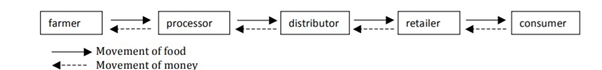 farmer processor distributor retailer consumer
Movement of food
Movement of money